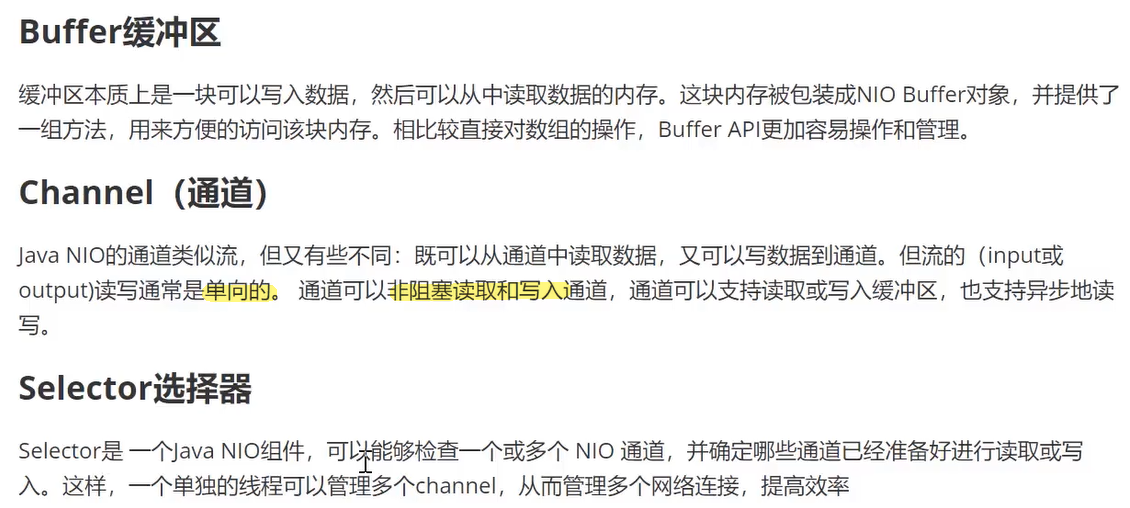 Buffer缓冲区
缓冲区本质上是一块可以写入数据，然后可以从中读取数据的内存。这块内存被包装成NIO Buffer对象，并提供了
一组方法，用来方便的访问该块内存。相比较直接对数组的操作，Buffer API更加容易操作和管理。
Channel（通道）
Java NIO的通道类似流，但又有些不同：既可以从通道中读取数据，又可以写数据到通道。但流的（input或
output)读写通常是单向的。 通道可以非阻塞读取和写入通道，通道可以支持读取或写入缓冲区，也支持异步地读
写。
Selector选择器
Selector是 一个Java NIO组件，可以能够检查一个或多个 NIO 通道，并确定哪些通道已经准备好进行读取或写
入。这样，一个单独的线程可以管理多个channel，从而管理多个网络连接，提高效率